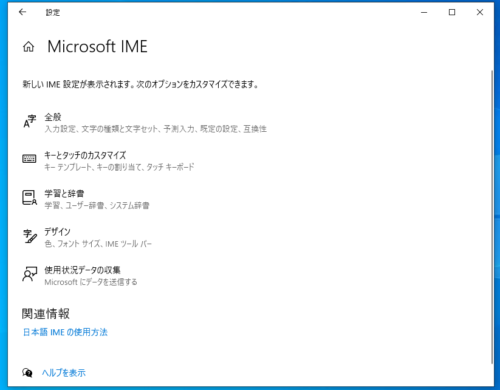 設定
Microsoft IME
新しい IME 設定が表示されます。次のオプションをカスタマイズできます。
全般
入力設定、文字の種類と文字セット、予測入力、既定の設定、互換性
キーとタッチのカスタマイズ
キー テンプレート、キーの割り当て、タッチ キーボード
学習と辞書
学習、ユーザー辞書、システム辞書
デザイン
色、フォント サイズ、IME ツール バー
使用状況データの収集
Microsoft にデータを送信する
関連情報
日本語 IME の使用方法
ヘルプを表示